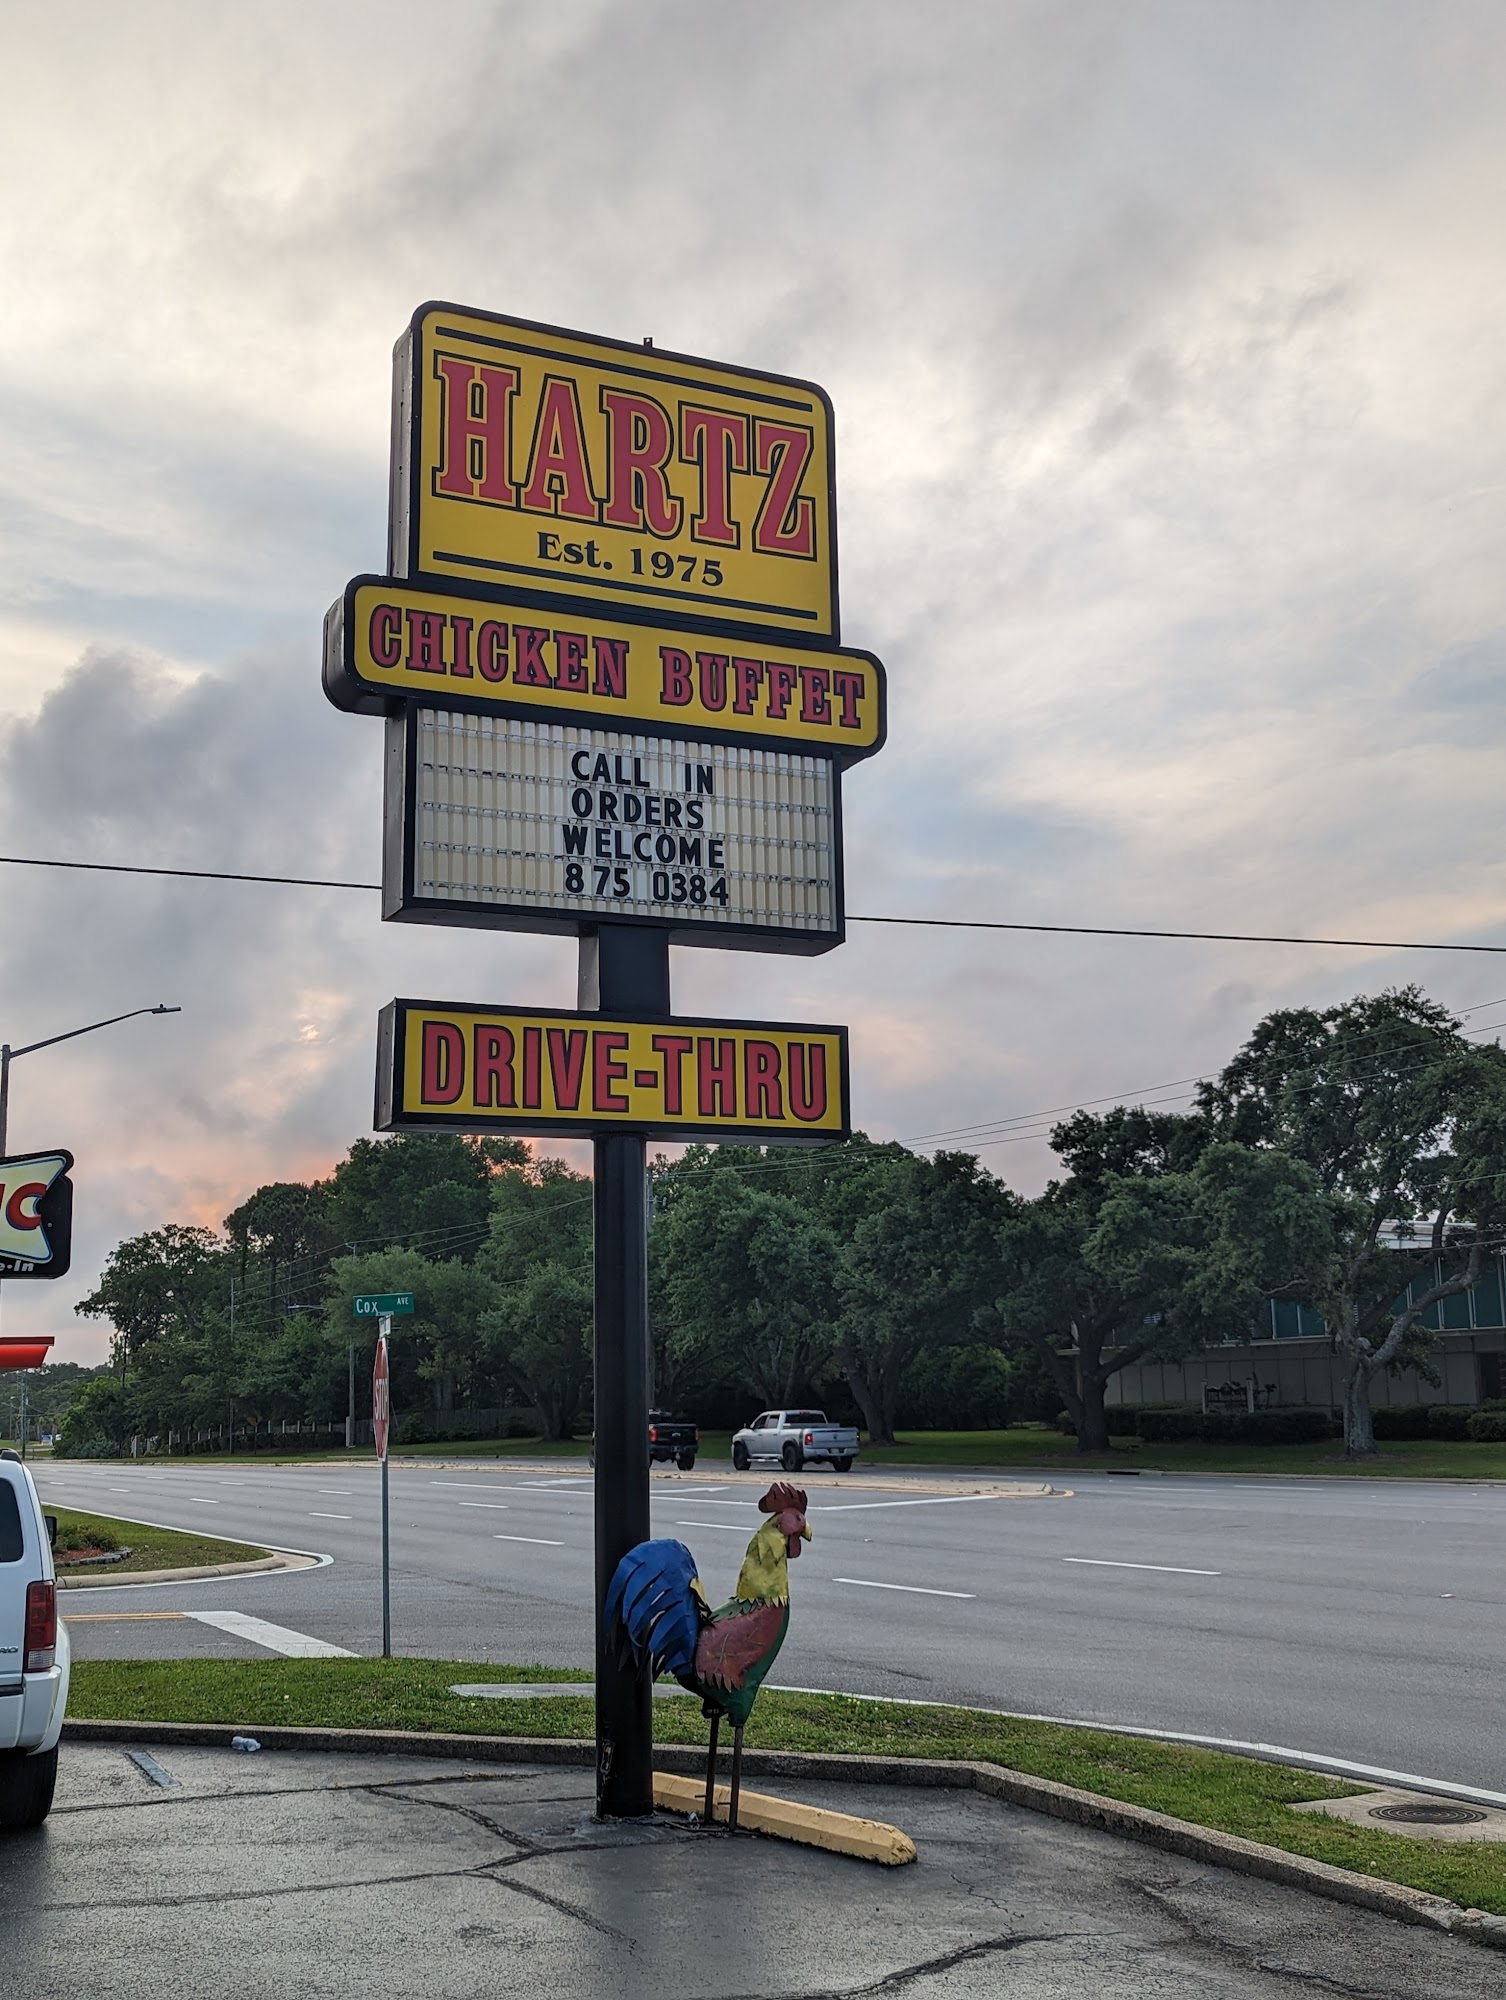 HARTZ
Est. 1975
CHICKEN BUFFET
CALL IN
ORDERS
WELCOME
875 0384
DRIVE-THRU
Cox AVE
STOP